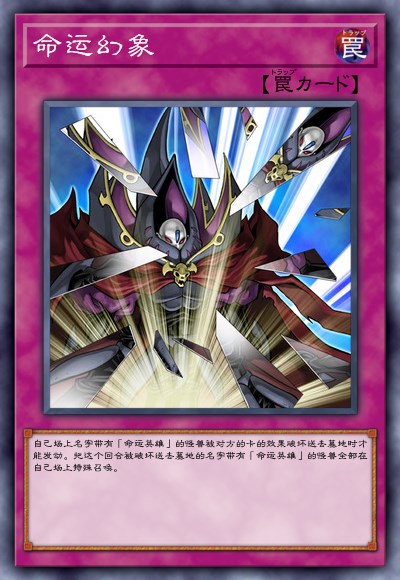 命运幻象
トラップ
罠
トラップ
【罠カード】
自己场上名字带有「命运英雄」的怪兽被对方的卡的效果破坏送去墓地时才
能发动。把这个回合被破坏送去墓地的名字带有「命运英雄」的怪兽全部在
自己场上特殊召唤。